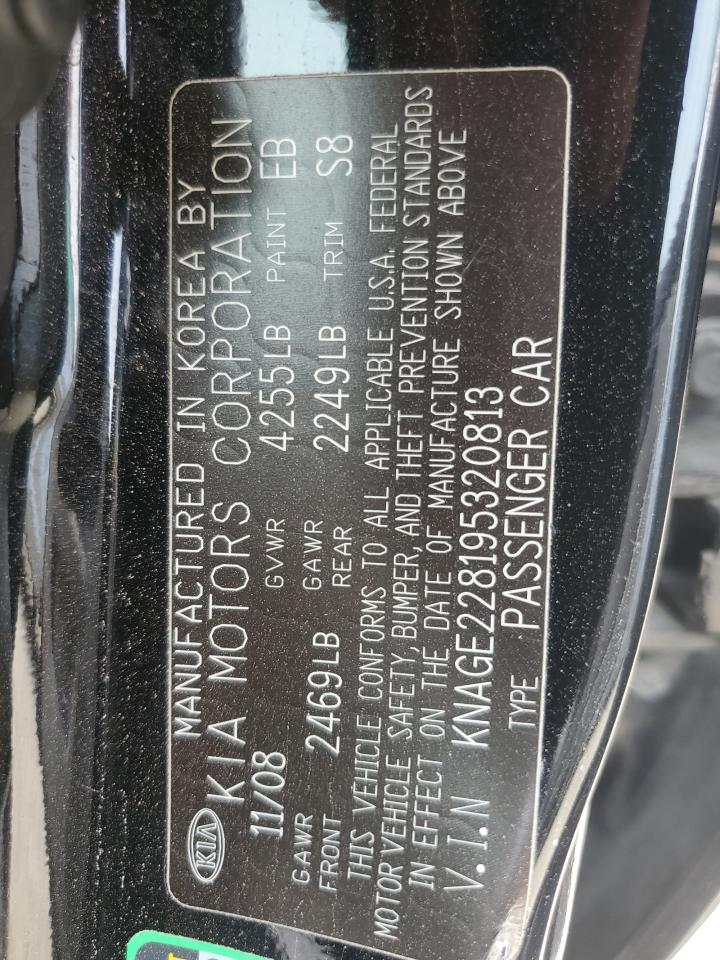 MANUFACTURED IN KOREA BY
KIA KIA MOTORS CORPORATION
11/08 GVWR 4255LB PAINT EB
GAWR FRONT 2469LB GAWR REAR 2249LB TRIM S8
THIS VEHICLE CONFORMS TO ALL APPLICABLE U.S.A. FEDERAL
MOTOR VEHICLE SAFETY, BUMPER, AND THEFT PREVENTION STANDARDS
IN EFFECT ON THE DATE OF MANUFACTURE SHOWN ABOVE
V.I.N KNAGE228195320813
TYPE PASSENGER CAR